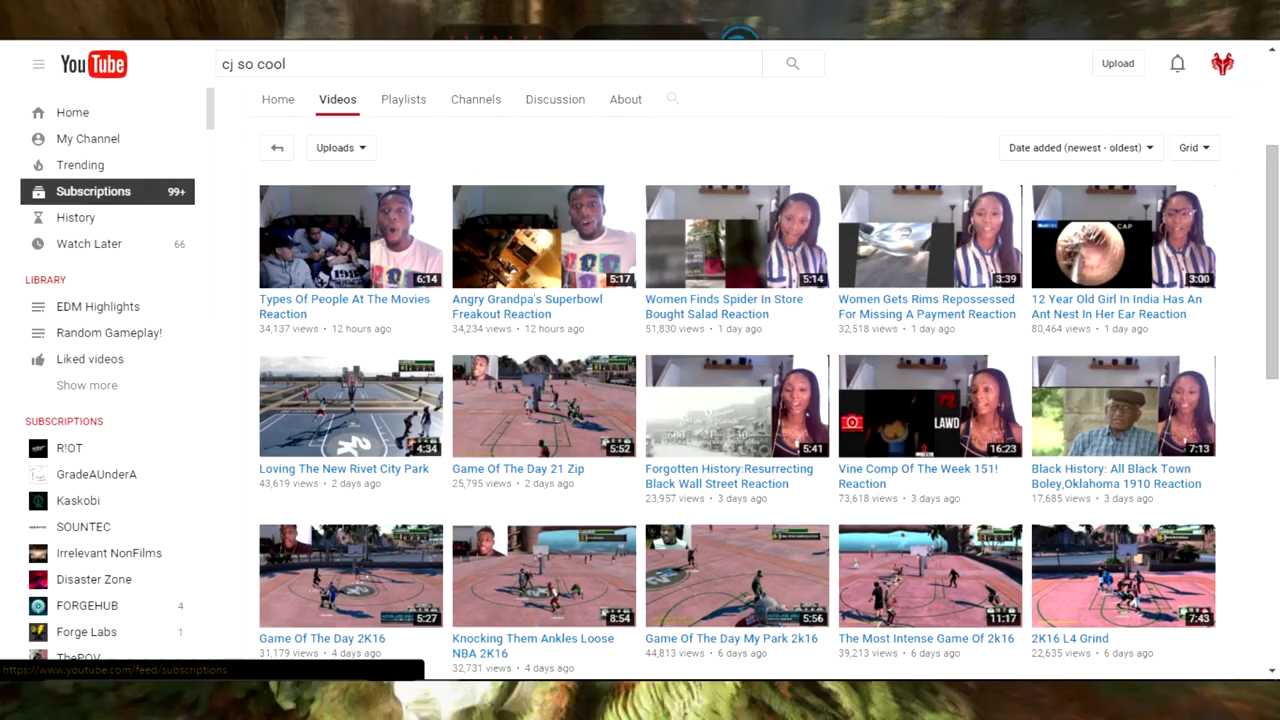 YouTube
cj so cool
Upload
Home
My Channel
Trending
Subscriptions 99+
History
Watch Later 66
LIBRARY
EDM Highlights
Random Gameplay!
Liked videos
Show more
SUBSCRIPTIONS
R!OT
GradeAUnderA
Kaskobi
SOUNTEC
Irrelevant NonFilms
Disaster Zone
FORGEHUB 4
Forge Labs 1
ThePOV
https://www.youtube.com/feed/subscriptions
Home Videos Playlists Channels Discussion About
Uploads Date added (newest - oldest) Grid
6:14 5:17 5:14 3:39 CAP 3:00
Types Of People At The Movies
Reaction
34,137 views • 12 hours ago
Angry Grandpa's Superbowl
Freakout Reaction
34,234 views • 12 hours ago
Women Finds Spider In Store
Bought Salad Reaction
51,830 views • 1 day ago
Women Gets Rims Repossessed
For Missing A Payment Reaction
32,518 views • 1 day ago
12 Year Old Girl In India Has An
Ant Nest In Her Ear Reaction
80,464 views • 1 day ago
4:34 5:52 5:41 LAWD 16:23 7:13
Loving The New Rivet City Park
43,619 views • 2 days ago
Game Of The Day 21 Zip
25,795 views • 2 days ago
Forgotten History:Resurrecting
Black Wall Street Reaction
23,957 views • 3 days ago
Vine Comp Of The Week 151!
Reaction
73,618 views • 3 days ago
Black History: All Black Town
Boley,Oklahoma 1910 Reaction
17,685 views • 3 days ago
5:27 8:54 5:56 11:17 7:43
Game Of The Day 2K16
31,179 views • 4 days ago
Knocking Them Ankles Loose
NBA 2K16
32,731 views • 4 days ago
Game Of The Day My Park 2k16
44,813 views • 6 days ago
The Most Intense Game Of 2k16
39,213 views • 6 days ago
2K16 L4 Grind
22,635 views • 6 days ago